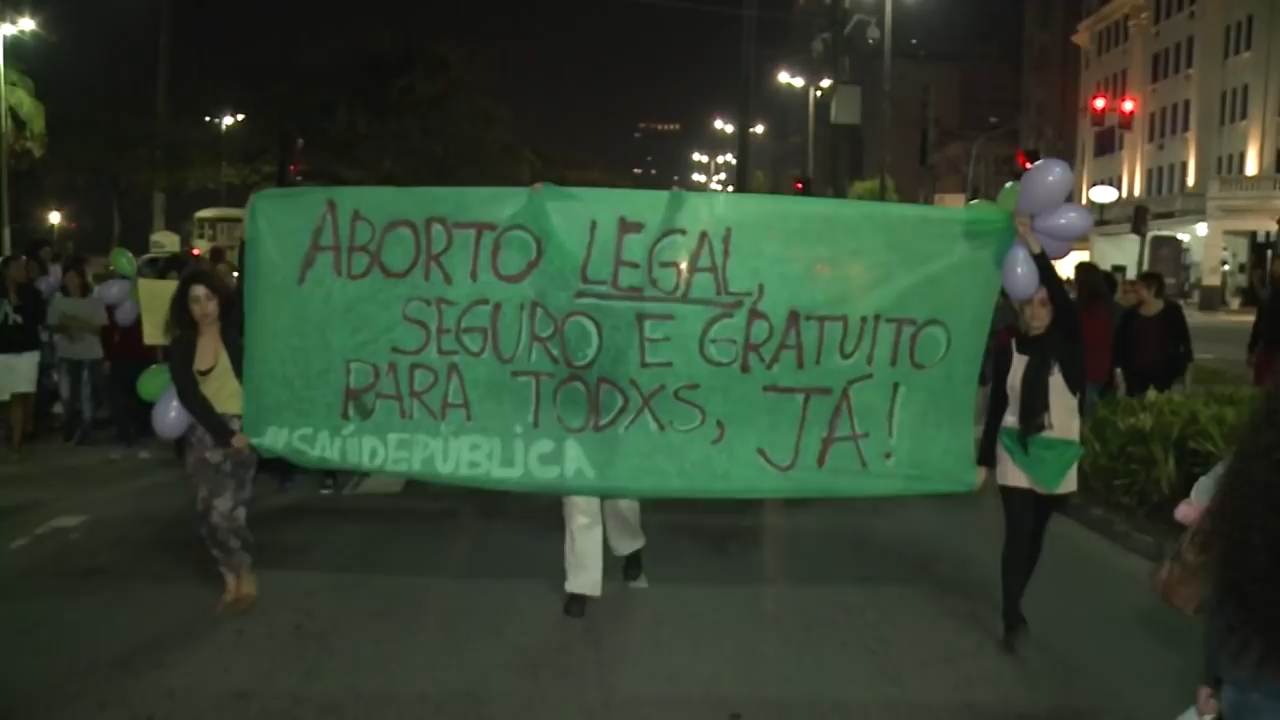 ABORTO LEGAL,
SEGURO E GRATUITO
PARA TODXS, JÁ!
#SAÚDEPÚBLICA